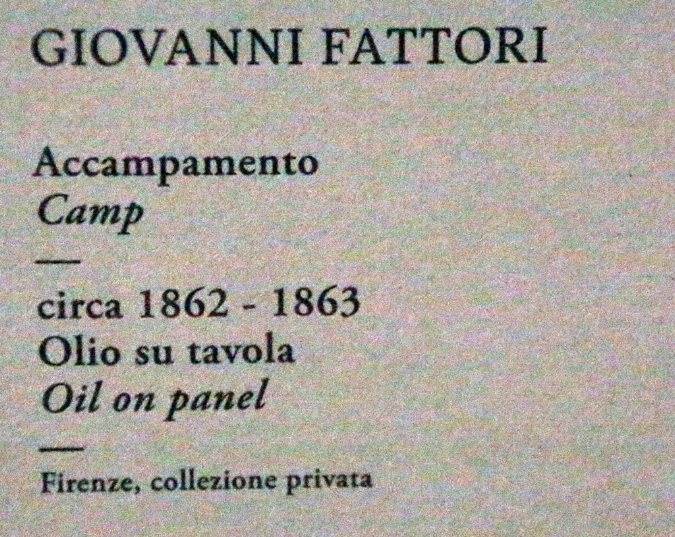 GIOVANNI FATTORI
Accampamento
Camp
—
circa 1862 - 1863
Olio su tavola
Oil on panel
—
Firenze, collezione privata